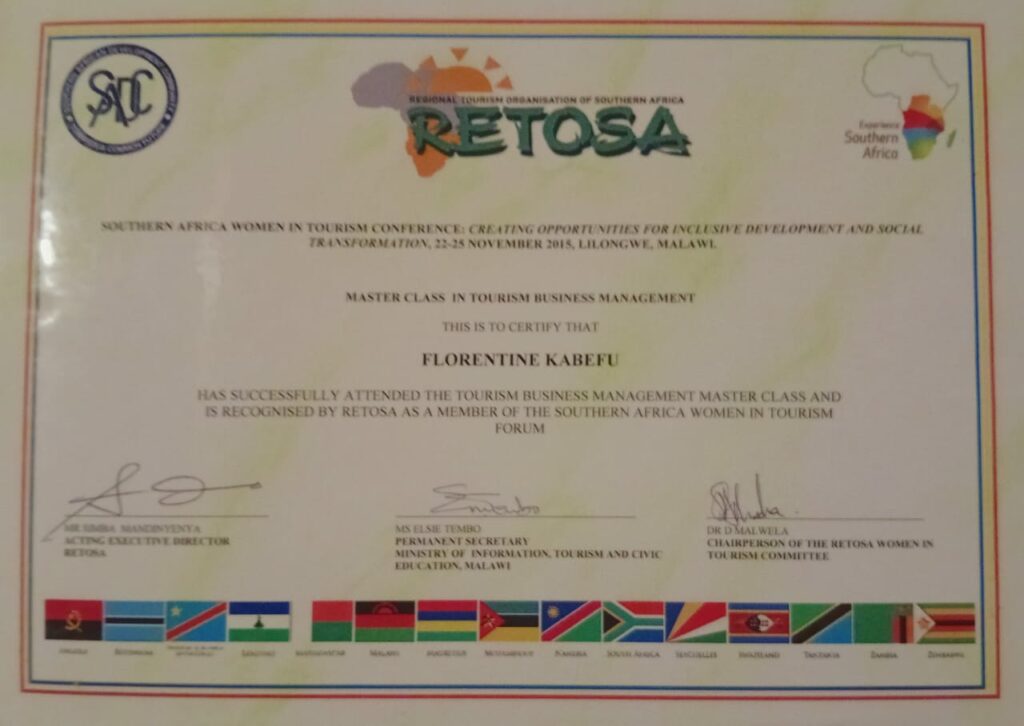 SADC
REGIONAL TOURISM ORGANISATION OF SOUTHERN AFRICA
RETOSA
Experience
Southern
Africa
SOUTHERN AFRICA WOMEN IN TOURISM CONFERENCE: CREATING OPPORTUNITIES FOR INCLUSIVE DEVELOPMENT AND SOCIAL
TRANSFORMATION, 22-25 NOVEMBER 2015, LILONGWE, MALAWI.
MASTER CLASS IN TOURISM BUSINESS MANAGEMENT
THIS IS TO CERTIFY THAT
FLORENTINE KABEFU
HAS SUCCESSFULLY ATTENDED THE TOURISM BUSINESS MANAGEMENT MASTER CLASS AND
IS RECOGNISED BY RETOSA AS A MEMBER OF THE SOUTHERN AFRICA WOMEN IN TOURISM
FORUM
MR SIMBA MANDINYENYA
ACTING EXECUTIVE DIRECTOR
RETOSA
MS ELSIE TEMBO
PERMANENT SECRETARY
MINISTRY OF INFORMATION, TOURISM AND CIVIC
EDUCATION, MALAWI
DR D MALWELA
CHAIRPERSON OF THE RETOSA WOMEN IN
TOURISM COMMITTEE
ANGOLA BOTSWANA LESOTHO MADAGASCAR MALAWI MAURITIUS MOZAMBIQUE NAMIBIA SOUTH AFRICA SEYCHELLES SWAZILAND TANZANIA ZAMBIA ZIMBABWE